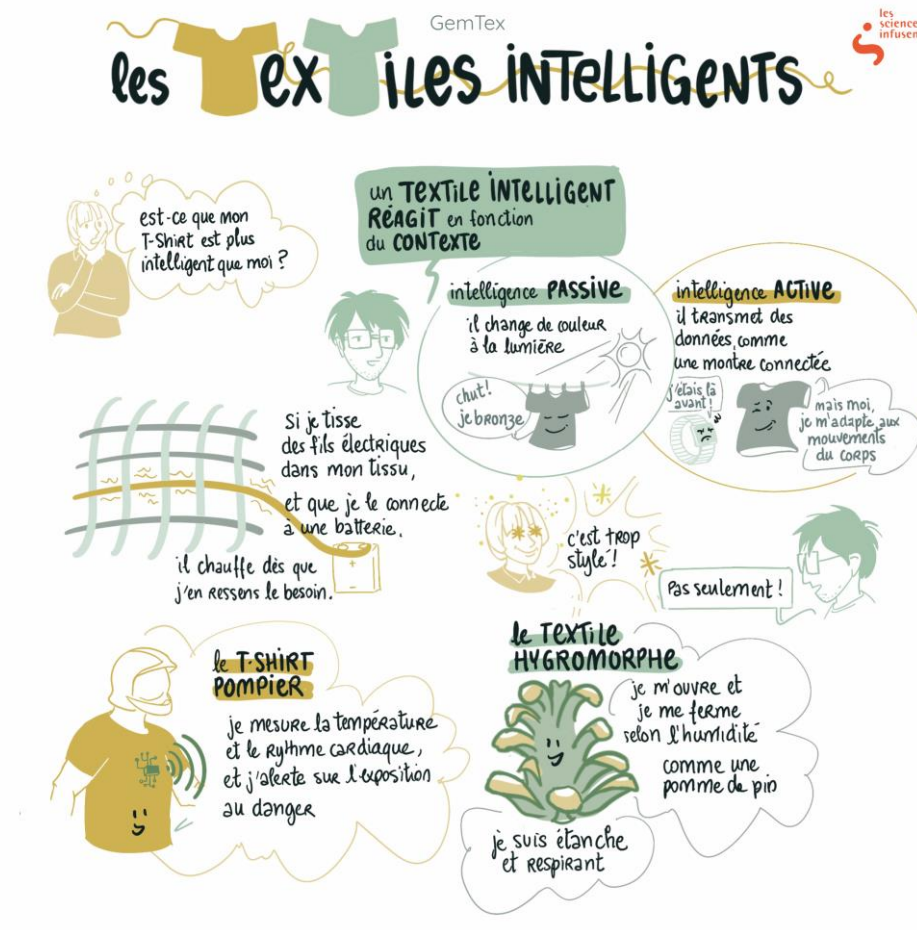 GemTex
les
sciences
infusent
les TexTiles iNTeLLiGeNTS
est-ce que mon
T-Shirt est plus
intelligent que moi ?
un TEXTILE INTELLIGENT
RÉAGIT en fonction
du CONTEXTE
intelligence PASSIVE
il change de couleur
à la lumière
chut!
je bronze
intelligence ACTIVE
il transmet des
données, comme
une montre connectée
j'étais là
avant !
mais moi,
je m'adapte aux
mouvements
du corps
Si je tisse
des fils électriques
dans mon tissu,
et que je le connecte
à une batterie,
il chauffe dès que
j'en ressens le besoin.
+
-
c'est trop
stylé !
Pas seulement !
le T-SHIRT
POMPIER
je mesure la température
et le rythme cardiaque,
et j'alerte sur l'exposition
au danger
le TEXTILE
HYGROMORPHE
je m'ouvre et
je me ferme
selon l'humidité
comme une
pomme de pin
je suis étanche
et respirant